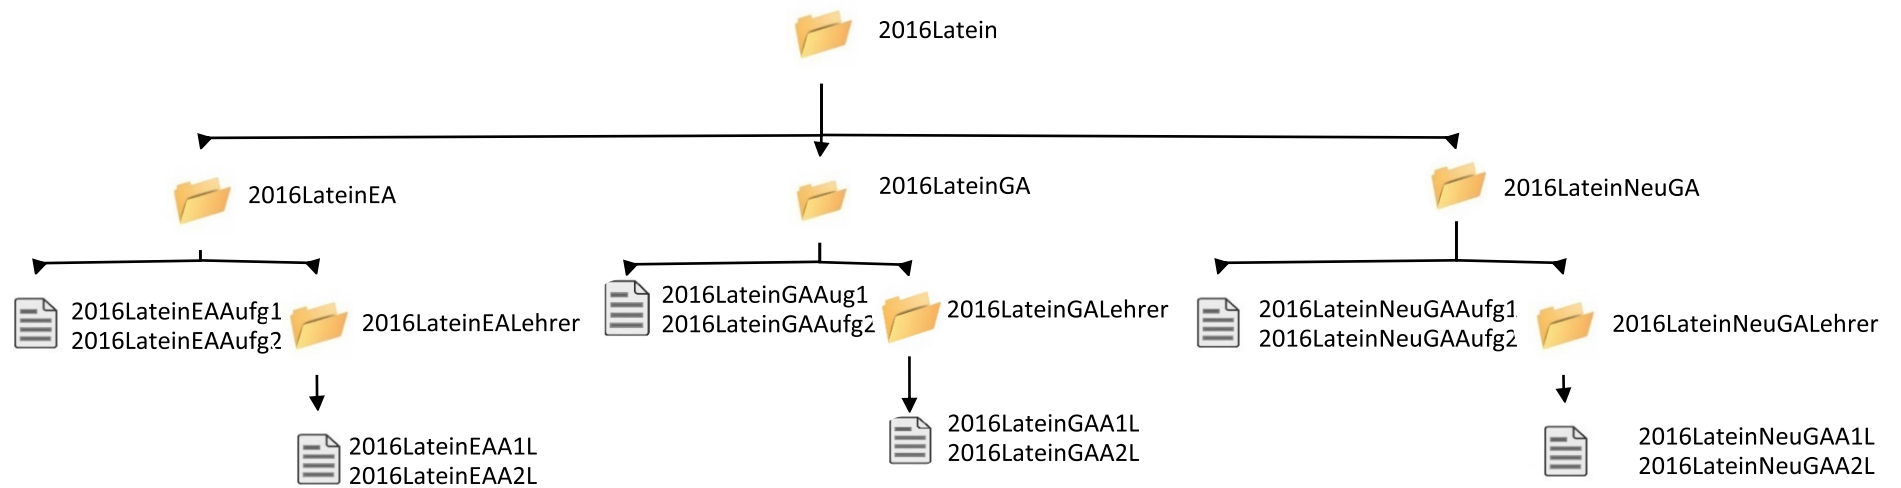 2016Latein
2016LateinEA
2016LateinGA
2016LateinNeuGA
2016LateinEAAufg1
2016LateinEAAufg2
2016LateinEALehrer
2016LateinGAAug1
2016LateinGAAufg2
2016LateinGALehrer
2016LateinNeuGAAufg1
2016LateinNeuGAAufg2
2016LateinNeuGALehrer
2016LateinEAA1L
2016LateinEAA2L
2016LateinGAA1L
2016LateinGAA2L
2016LateinNeuGAA1L
2016LateinNeuGAA2L